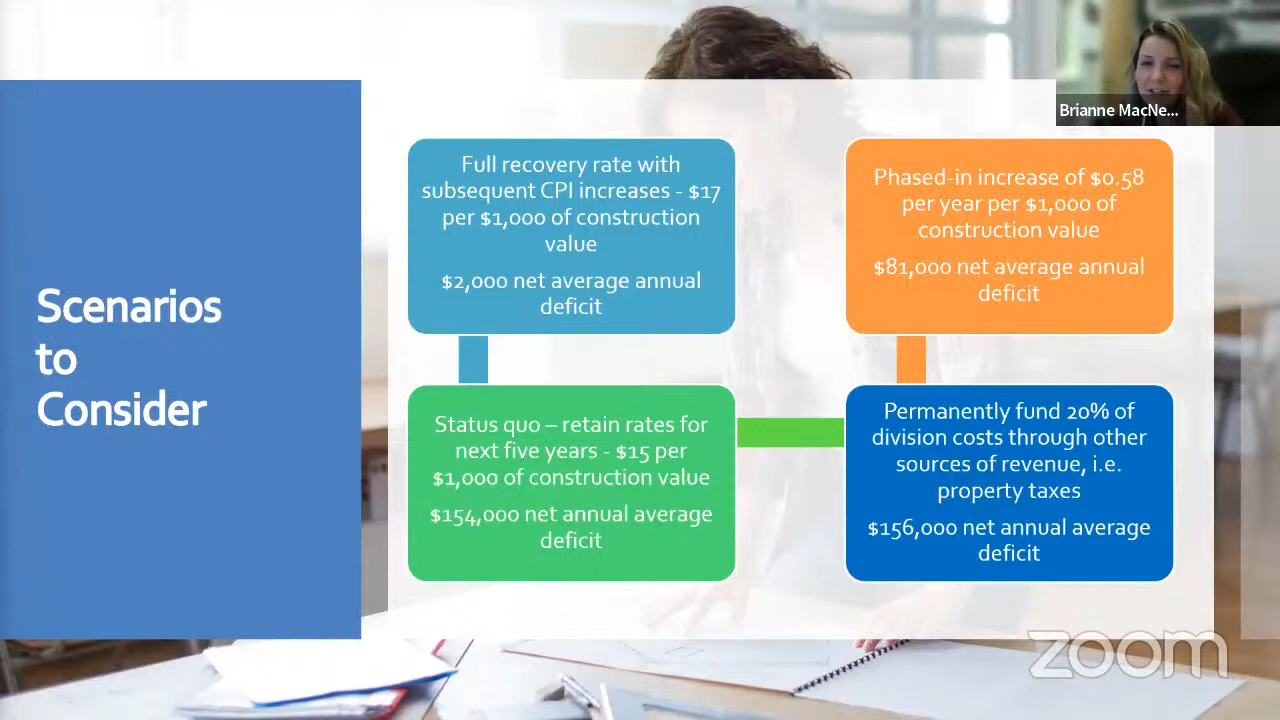 Scenarios
to
Consider
Brianne MacNe...
Full recovery rate with
subsequent CPI increases - $17
per $1,000 of construction
value
$2,000 net average annual
deficit
Phased-in increase of $0.58
per year per $1,000 of
construction value
$81,000 net average annual
deficit
Status quo – retain rates for
next five years - $15 per
$1,000 of construction value
$154,000 net annual average
deficit
Permanently fund 20% of
division costs through other
sources of revenue, i.e.
property taxes
$156,000 net annual average
deficit
zoom